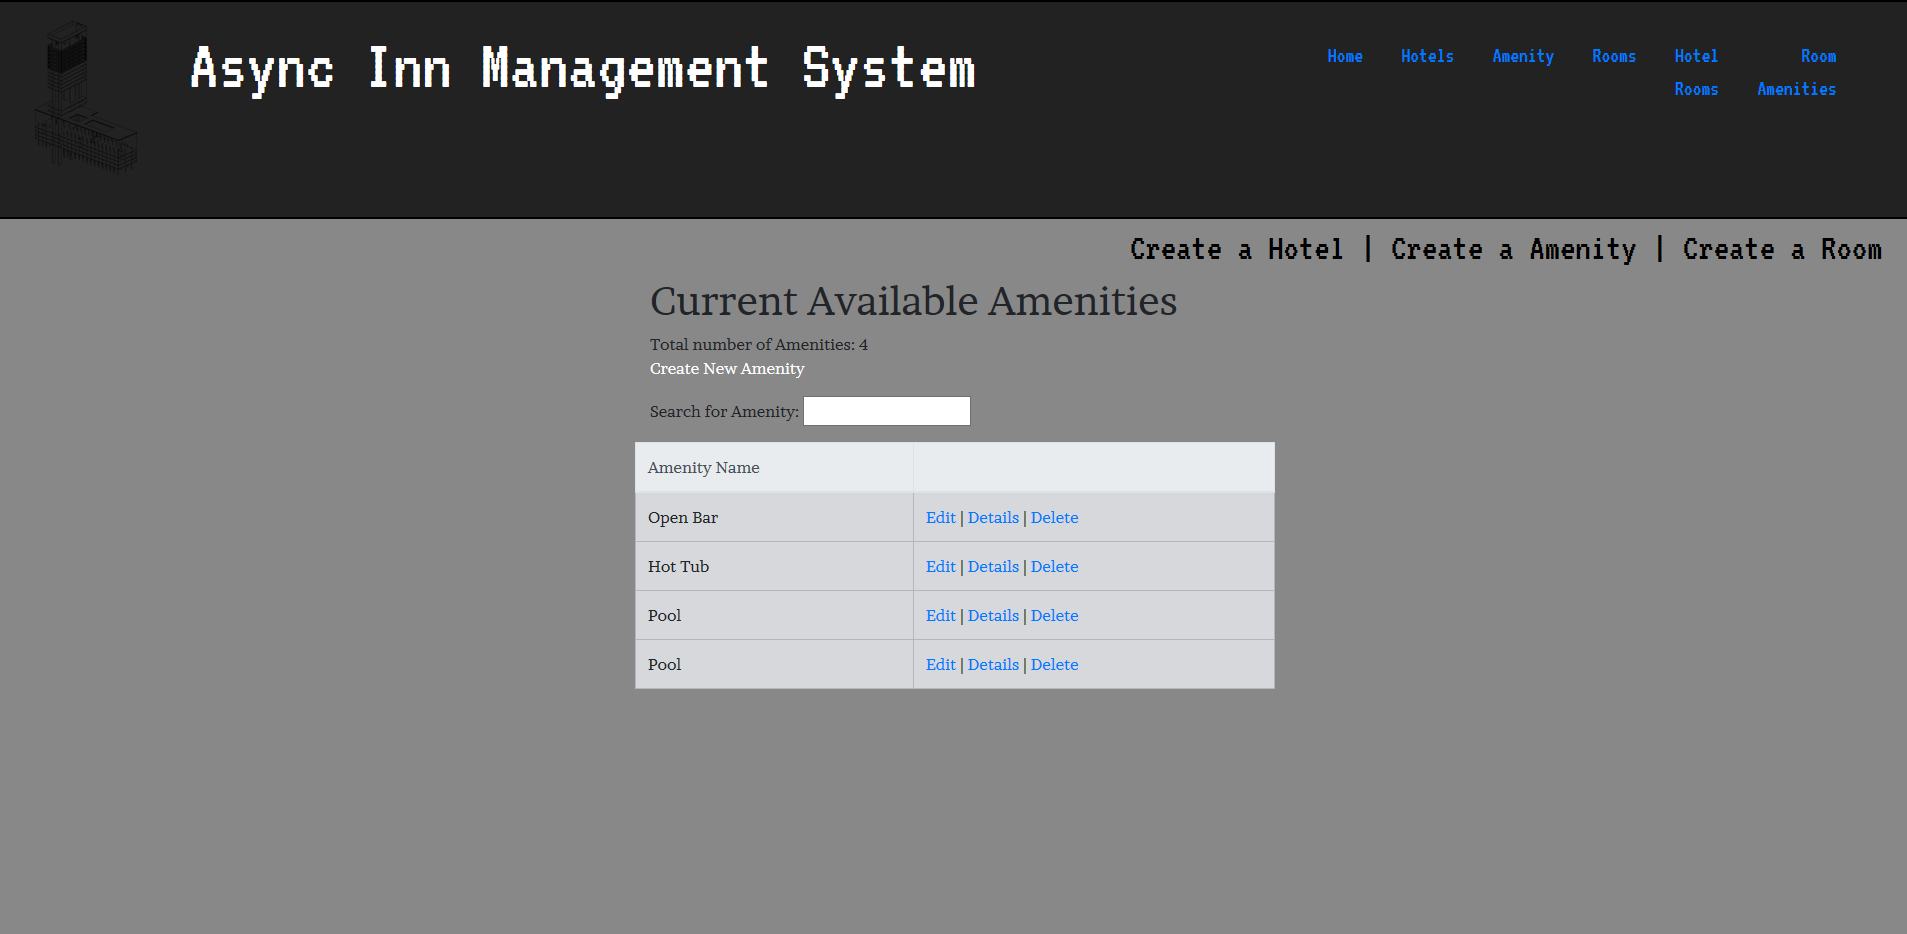 Async Inn Management System
Home Hotels Amenity Rooms Hotel Rooms Room Amenities
Create a Hotel | Create a Amenity | Create a Room
Current Available Amenities
Total number of Amenities: 4
Create New Amenity
Search for Amenity:
Amenity Name
Open Bar Edit | Details | Delete
Hot Tub Edit | Details | Delete
Pool Edit | Details | Delete
Pool Edit | Details | Delete